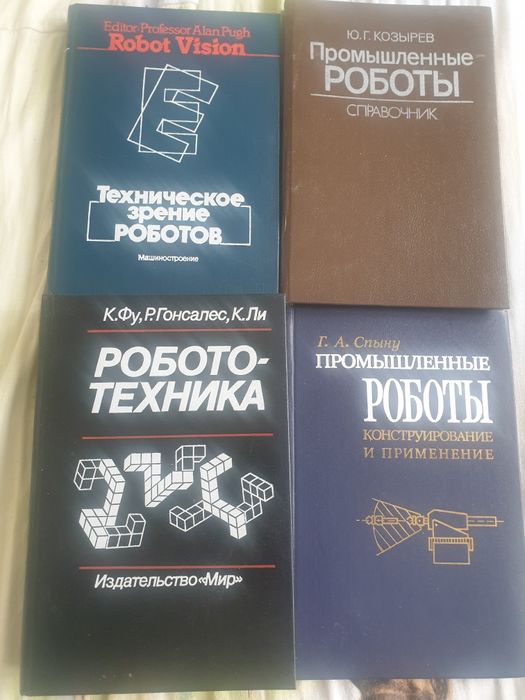 Editor·Professor Alan Pugh
Robot Vision
Техническое
зрение
РОБОТОВ
Машиностроение
Ю. Г. КОЗЫРЕВ
Промышленные
РОБОТЫ
СПРАВОЧНИК
К.Фу, Р.Гонсалес, К.Ли
РОБОТО-
ТЕХНИКА
Издательство «Мир»
Г. А. Спыну
ПРОМЫШЛЕННЫЕ
РОБОТЫ
КОНСТРУИРОВАНИЕ
И ПРИМЕНЕНИЕ